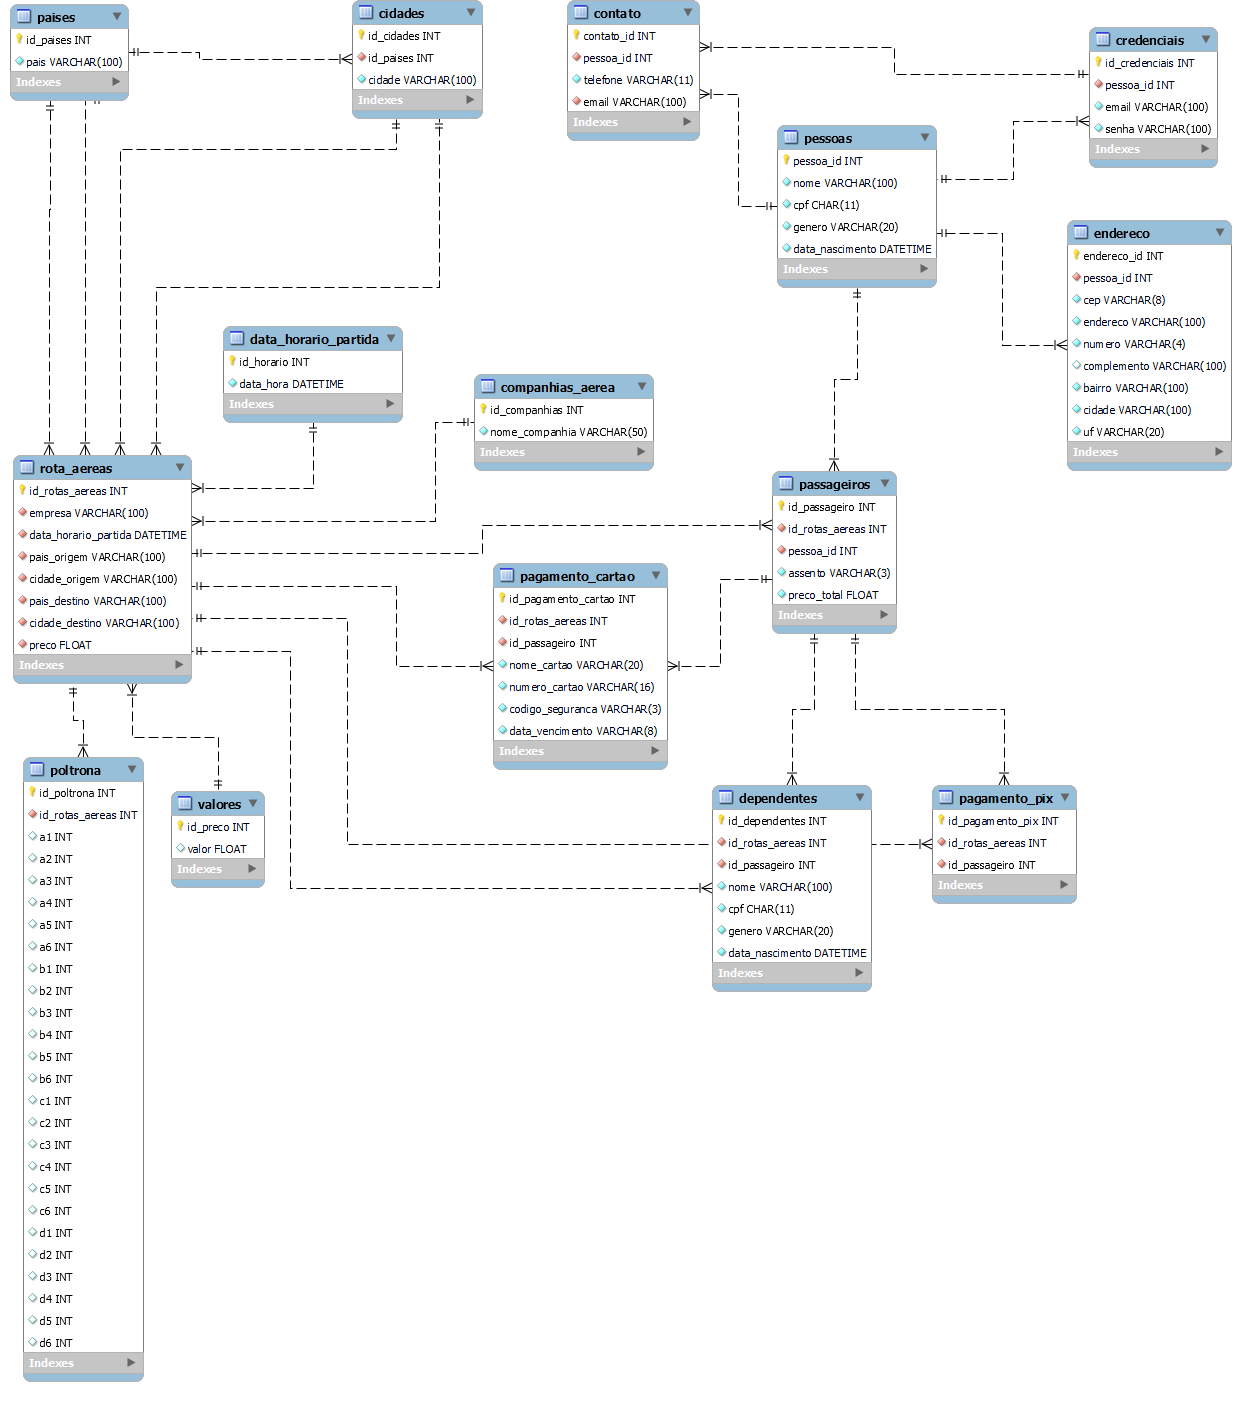 paises
id_paises INT
pais VARCHAR(100)
Indexes
cidades
id_cidades INT
id_paises INT
cidade VARCHAR(100)
Indexes
contato
contato_id INT
pessoa_id INT
telefone VARCHAR(11)
email VARCHAR(100)
Indexes
credenciais
id_credenciais INT
pessoa_id INT
email VARCHAR(100)
senha VARCHAR(100)
Indexes
pessoas
pessoa_id INT
nome VARCHAR(100)
cpf CHAR(11)
genero VARCHAR(20)
data_nascimento DATETIME
Indexes
endereco
endereco_id INT
pessoa_id INT
cep VARCHAR(8)
endereco VARCHAR(100)
numero VARCHAR(4)
complemento VARCHAR(100)
bairro VARCHAR(100)
cidade VARCHAR(100)
uf VARCHAR(20)
Indexes
data_horario_partida
id_horario INT
data_hora DATETIME
Indexes
companhias_aerea
id_companhias INT
nome_companhia VARCHAR(50)
Indexes
rota_aereas
id_rotas_aereas INT
empresa VARCHAR(100)
data_horario_partida DATETIME
pais_origem VARCHAR(100)
cidade_origem VARCHAR(100)
pais_destino VARCHAR(100)
cidade_destino VARCHAR(100)
preco FLOAT
Indexes
passageiros
id_passageiro INT
id_rotas_aereas INT
pessoa_id INT
assento VARCHAR(3)
preco_total FLOAT
Indexes
pagamento_cartao
id_pagamento_cartao INT
id_rotas_aereas INT
id_passageiro INT
nome_cartao VARCHAR(20)
numero_cartao VARCHAR(16)
codigo_seguranca VARCHAR(3)
data_vencimento VARCHAR(8)
Indexes
poltrona
id_poltrona INT
id_rotas_aereas INT
a1 INT
a2 INT
a3 INT
a4 INT
a5 INT
a6 INT
b1 INT
b2 INT
b3 INT
b4 INT
b5 INT
b6 INT
c1 INT
c2 INT
c3 INT
c4 INT
c5 INT
c6 INT
d1 INT
d2 INT
d3 INT
d4 INT
d5 INT
d6 INT
Indexes
valores
id_preco INT
valor FLOAT
Indexes
dependentes
id_dependentes INT
id_rotas_aereas INT
id_passageiro INT
nome VARCHAR(100)
cpf CHAR(11)
genero VARCHAR(20)
data_nascimento DATETIME
Indexes
pagamento_pix
id_pagamento_pix INT
id_rotas_aereas INT
id_passageiro INT
Indexes